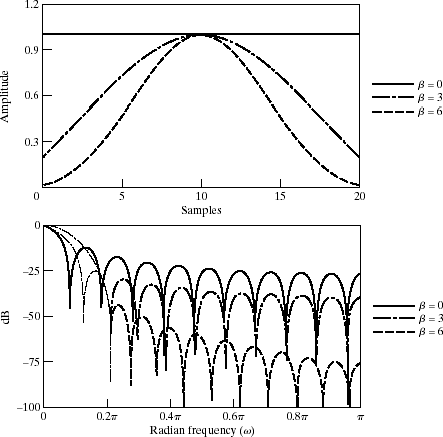 1.2
0.9
0.6
0.3
0
5
10
15
20
Amplitude
Samples
β = 0
β = 3
β = 6
0
−25
−50
−75
−100
0
0.2π
0.4π
0.6π
0.8π
π
dB
Radian frequency (ω)
β = 0
β = 3
β = 6